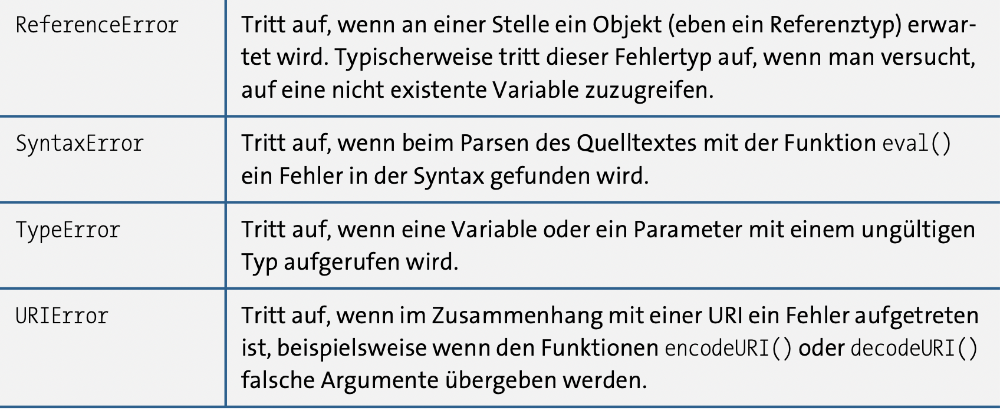 ReferenceError
Tritt auf, wenn an einer Stelle ein Objekt (eben ein Referenztyp) erwar-
tet wird. Typischerweise tritt dieser Fehlertyp auf, wenn man versucht,
auf eine nicht existente Variable zuzugreifen.
SyntaxError
Tritt auf, wenn beim Parsen des Quelltextes mit der Funktion eval()
ein Fehler in der Syntax gefunden wird.
TypeError
Tritt auf, wenn eine Variable oder ein Parameter mit einem ungültigen
Typ aufgerufen wird.
URIError
Tritt auf, wenn im Zusammenhang mit einer URI ein Fehler aufgetreten
ist, beispielsweise wenn den Funktionen encodeURI() oder decodeURI()
falsche Argumente übergeben werden.